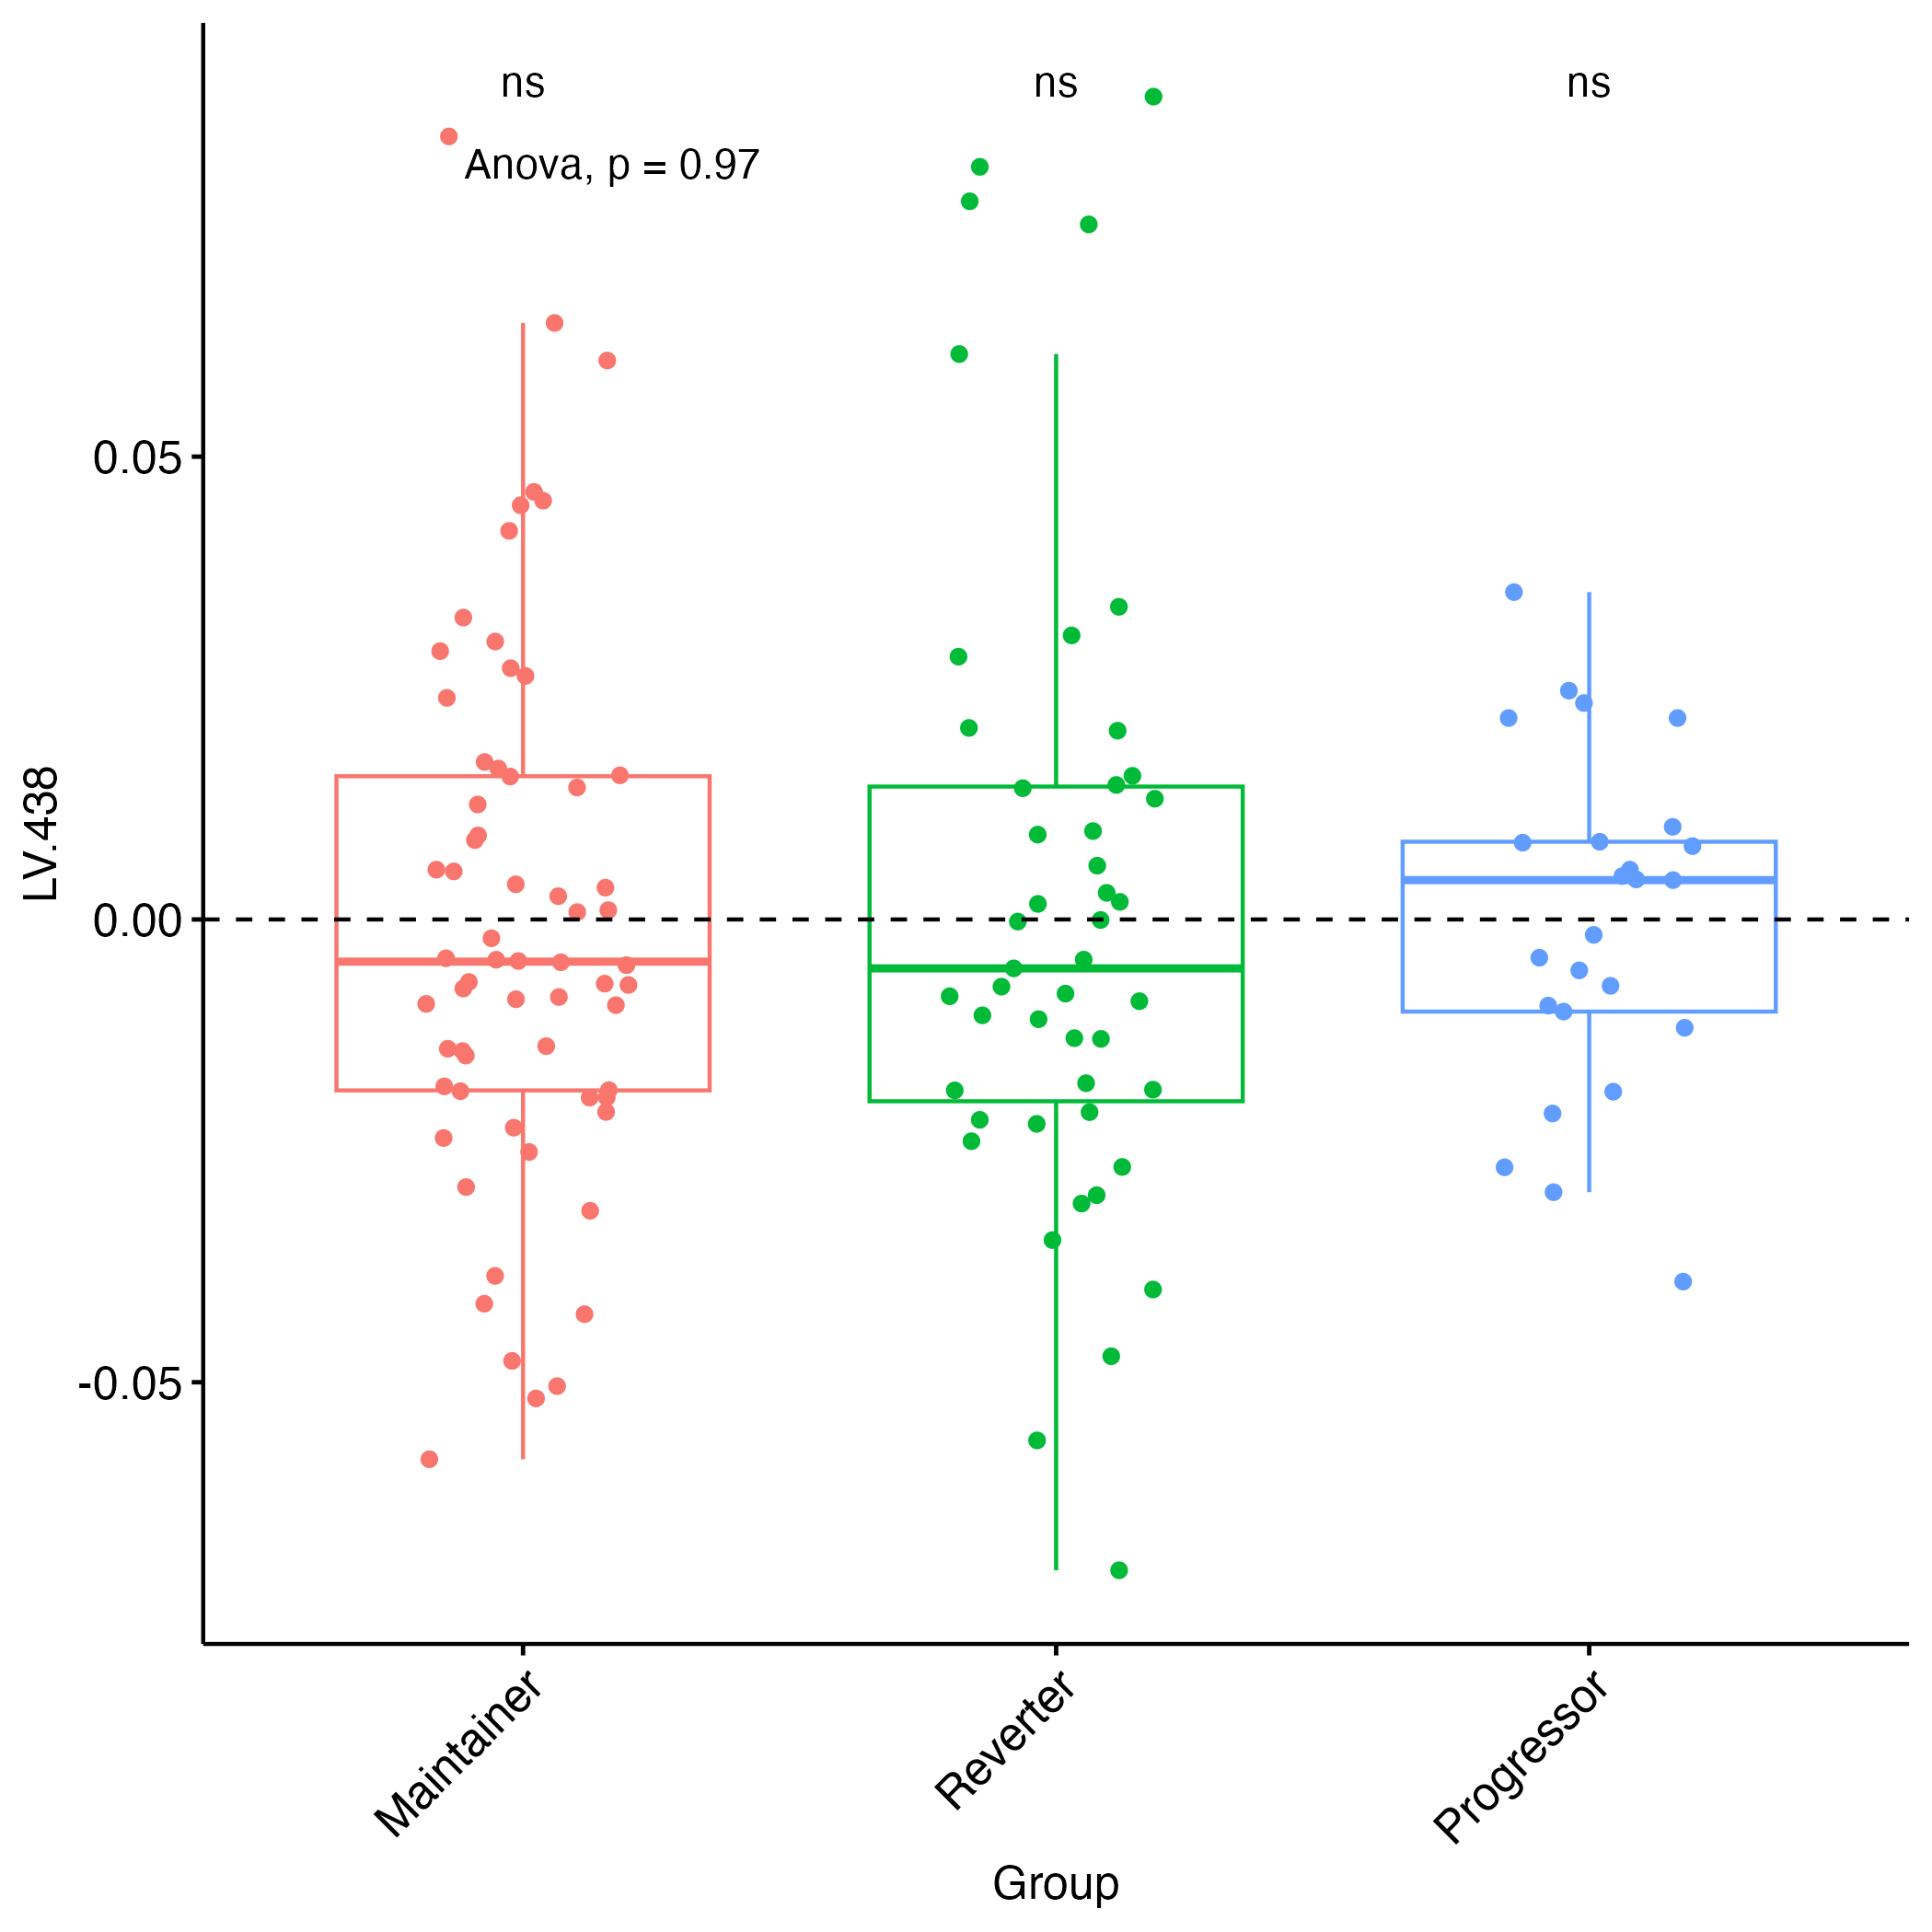 ns ns ns
Anova, p = 0.97
0.05
0.00
-0.05
LV.438
Maintainer
Reverter
Progressor
Group